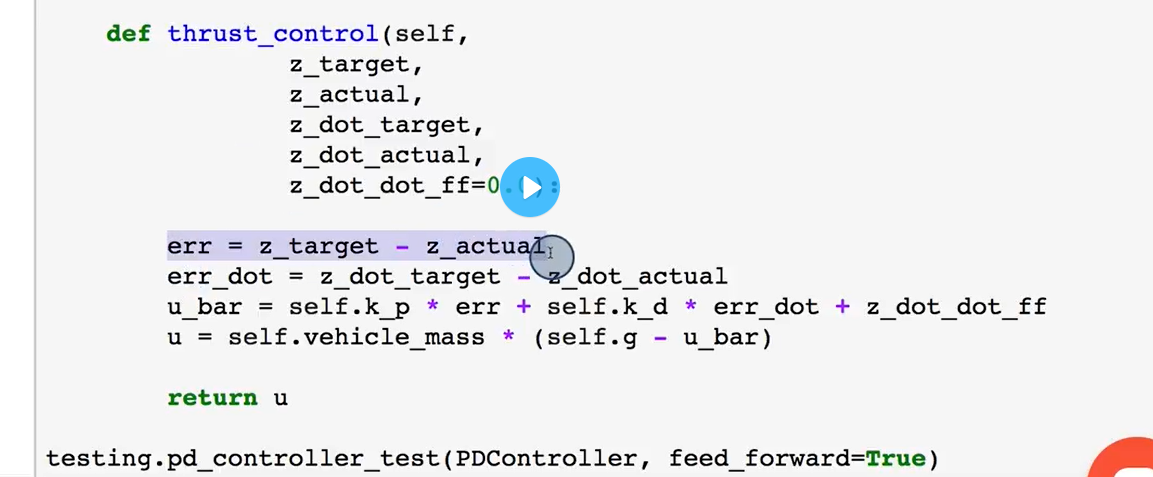 def thrust_control(self,
z_target,
z_actual,
z_dot_target,
z_dot_actual,
z_dot_dot_ff=0.0):
err = z_target - z_actual
err_dot = z_dot_target - z_dot_actual
u_bar = self.k_p * err + self.k_d * err_dot + z_dot_dot_ff
u = self.vehicle_mass * (self.g - u_bar)
return u
testing.pd_controller_test(PDController, feed_forward=True)